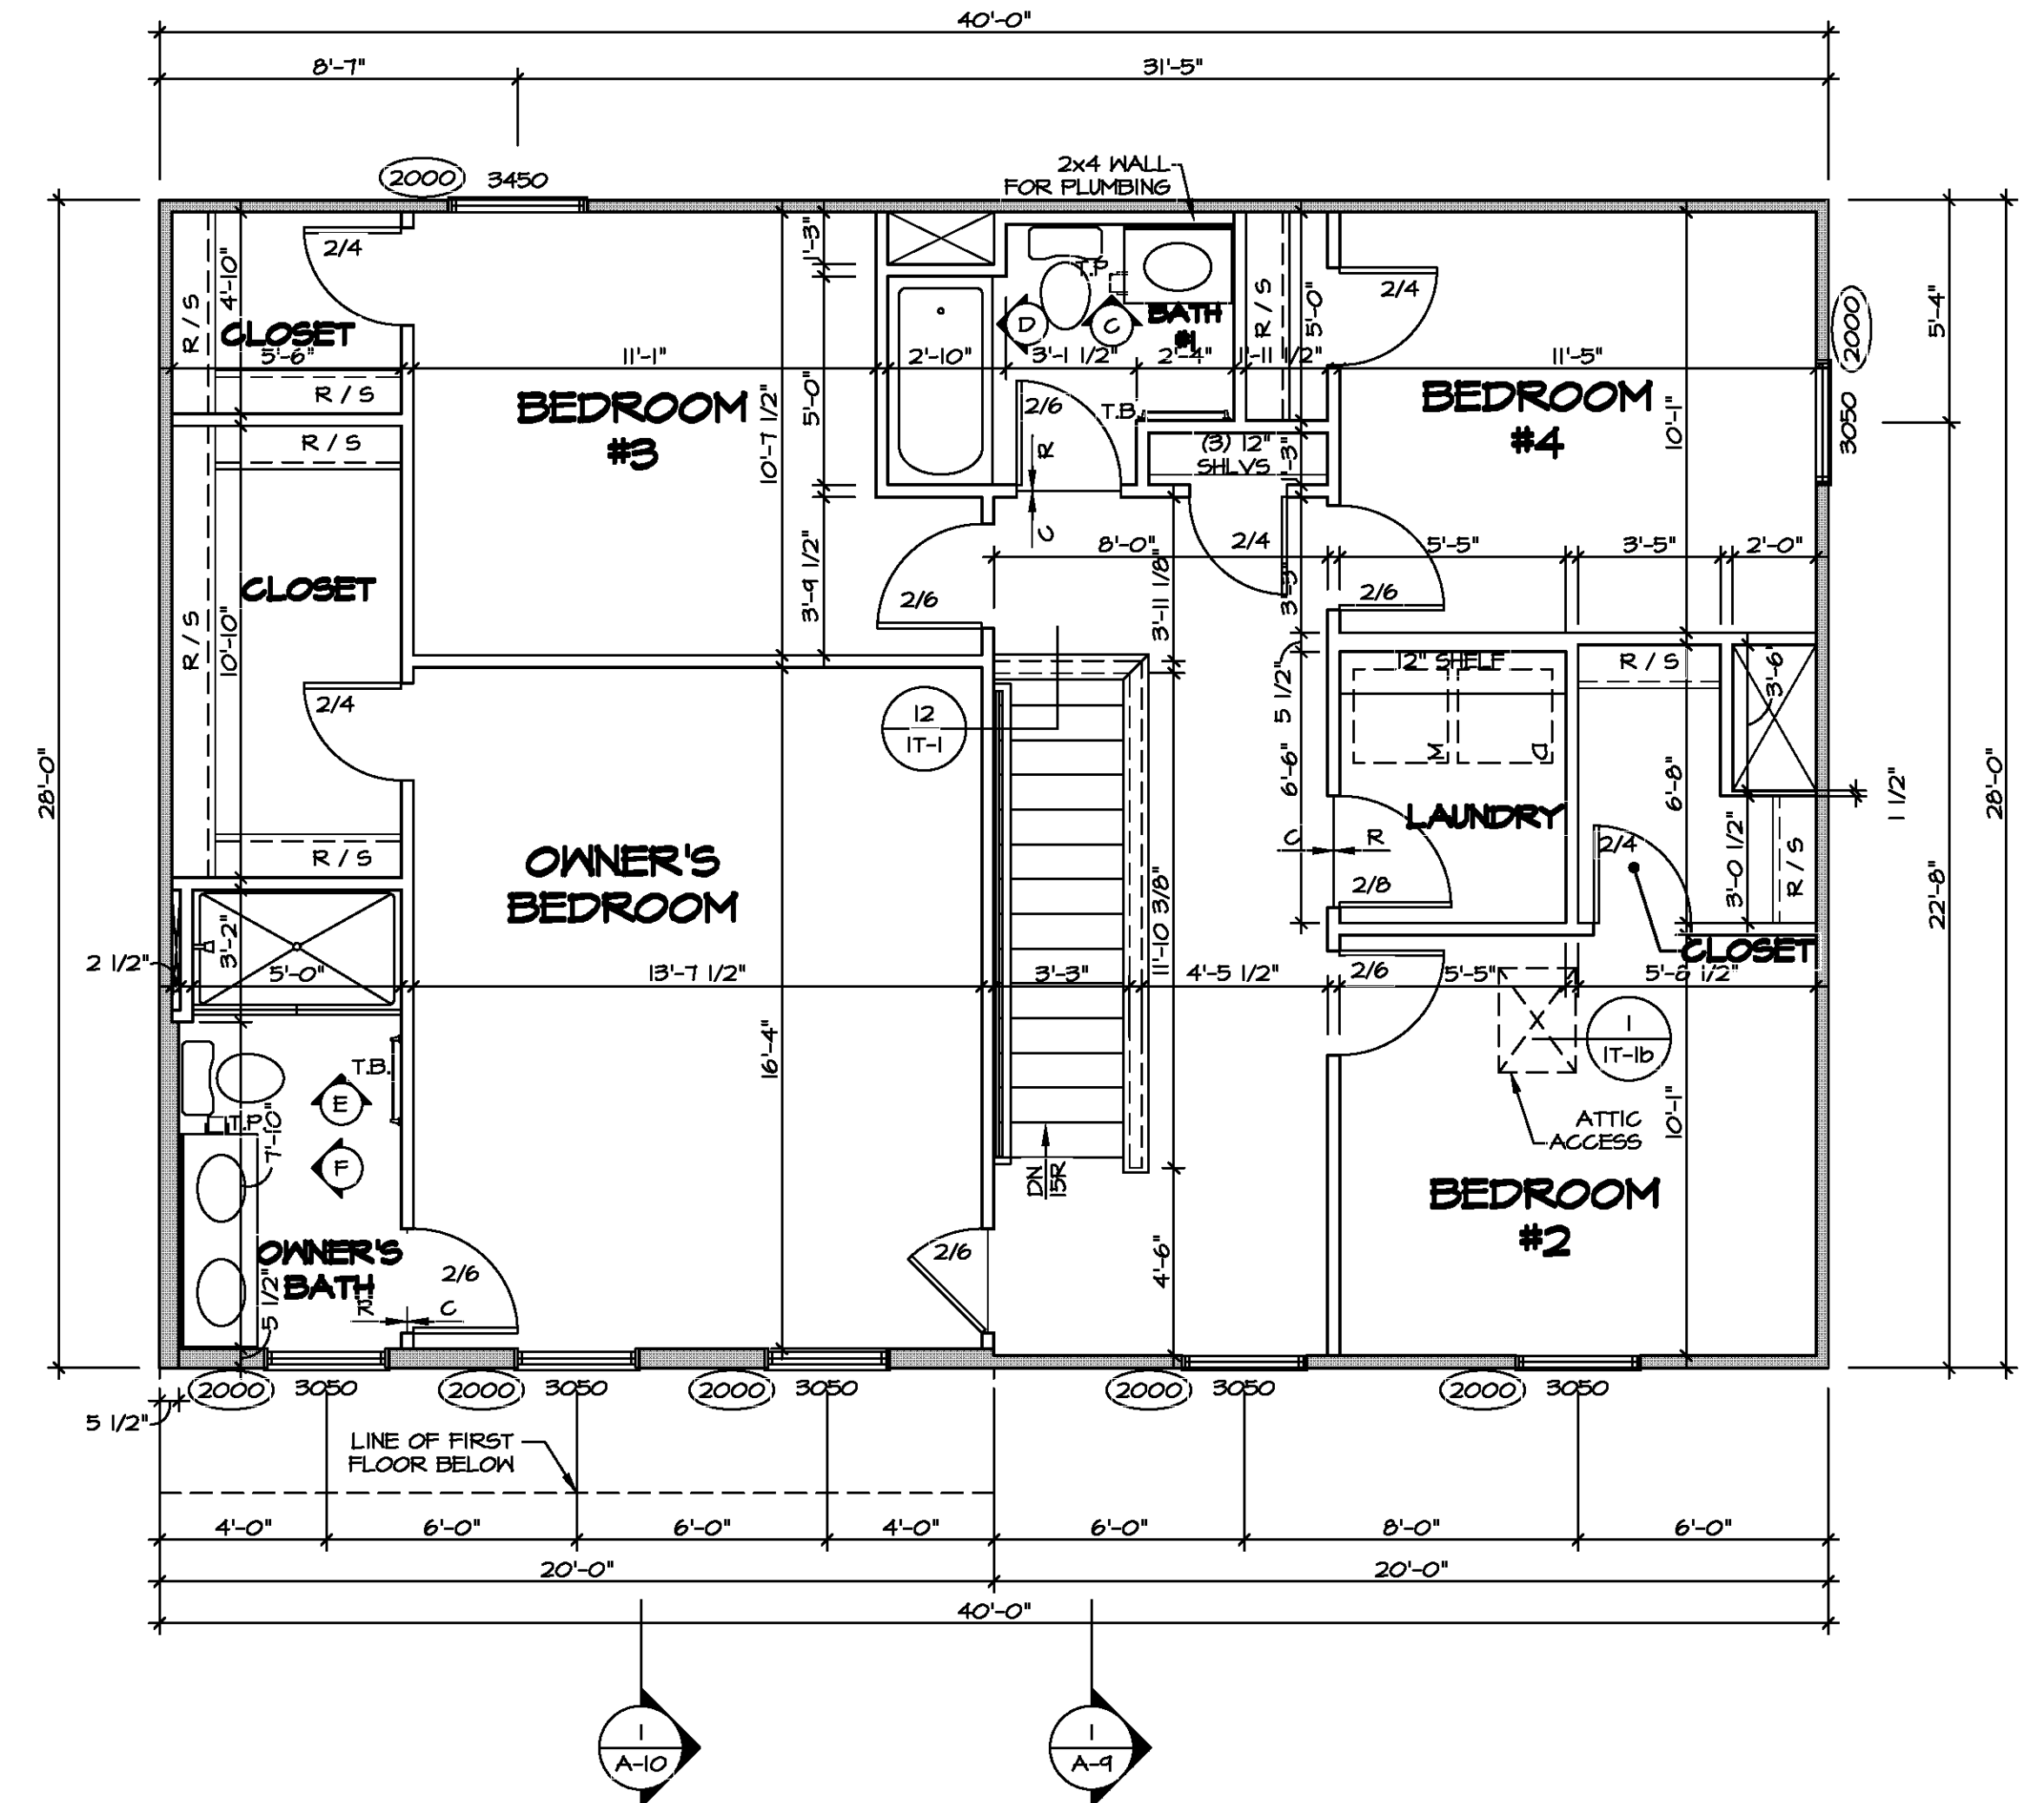 40'-0"
8'-7"
31'-5"
2x4 WALL
FOR PLUMBING
2000
3450
2/4
4'-10"
1'-3"
T.P.
2/4
R / S
CLOSET
D
C
BATH
#1
R / S
5'-0"
2000
5'-4"
5'-6"
11'-1"
2'-10"
3'-1 1/2"
2'-4"
1'-11 1/2"
11'-5"
R / S
BEDROOM
#3
10'-7 1/2"
5'-0"
2/6
T.B.
BEDROOM
#4
10'-1"
3050
R / S
R
(3) 12"
SHLVS
1'-3"
C
8'-0"
2/4
5'-5"
3'-5"
2'-0"
CLOSET
3'-9 1/2"
2/6
3'-11 1/8"
3'-5"
2/6
R / S
10'-10"
12" SHELF
R / S
3'-6"
2/4
12
1T-1
5 1/2"
W
D
28'-0"
6'-6"
6'-8"
1 1/2"
28'-0"
LAUNDRY
OWNER'S
BEDROOM
C
R
2/4
3'-0 1/2"
R / S
R / S
2/8
11'-10 3/8"
22'-8"
3'-2"
CLOSET
2 1/2"
5'-0"
13'-7 1/2"
3'-3"
4'-5 1/2"
2/6
5'-5"
5'-8 1/2"
16'-4"
1
1T-1b
T.B.
E
T.P.
7'-10"
ATTIC
ACCESS
10'-1"
F
DN
15R
BEDROOM
#2
OWNER'S
BATH
2/6
2/6
4'-6"
5 1/2"
R
C
2000
3050
2000
3050
2000
3050
2000
3050
2000
3050
5 1/2"
LINE OF FIRST
FLOOR BELOW
4'-0"
6'-0"
6'-0"
4'-0"
6'-0"
8'-0"
6'-0"
20'-0"
20'-0"
40'-0"
1
A-10
1
A-9